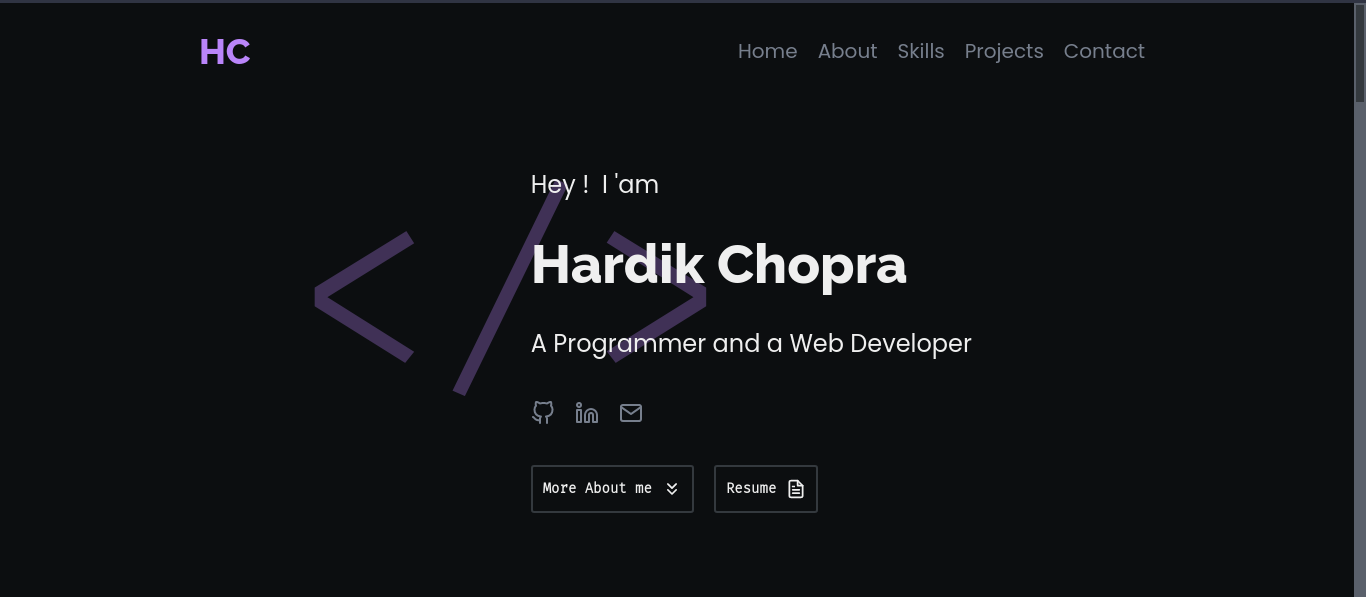 HC
Home About Skills Projects Contact
Hey ! I 'am
</>
Hardik Chopra
A Programmer and a Web Developer
More About me
Resume